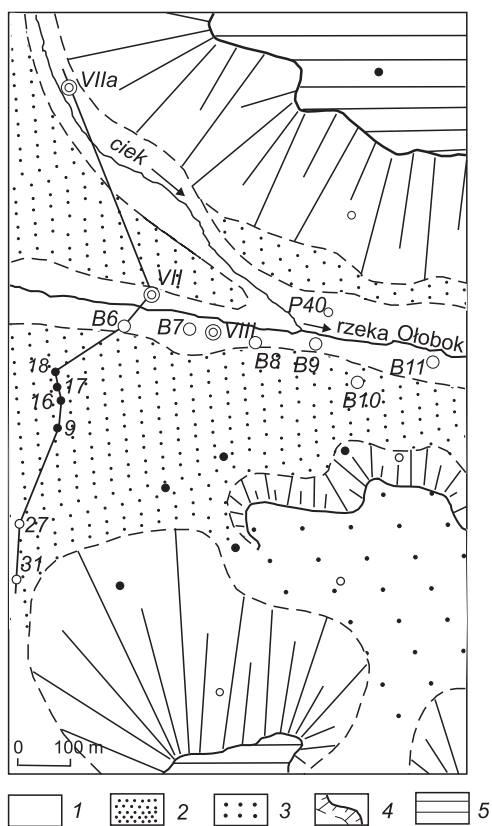 VIIa
ciek
VII
P40
B6
B7
VIII
rzeka Ołobok
B8
B9
B11
B10
18
17
16
9
27
31
0 100 m
1 2 3 4 5